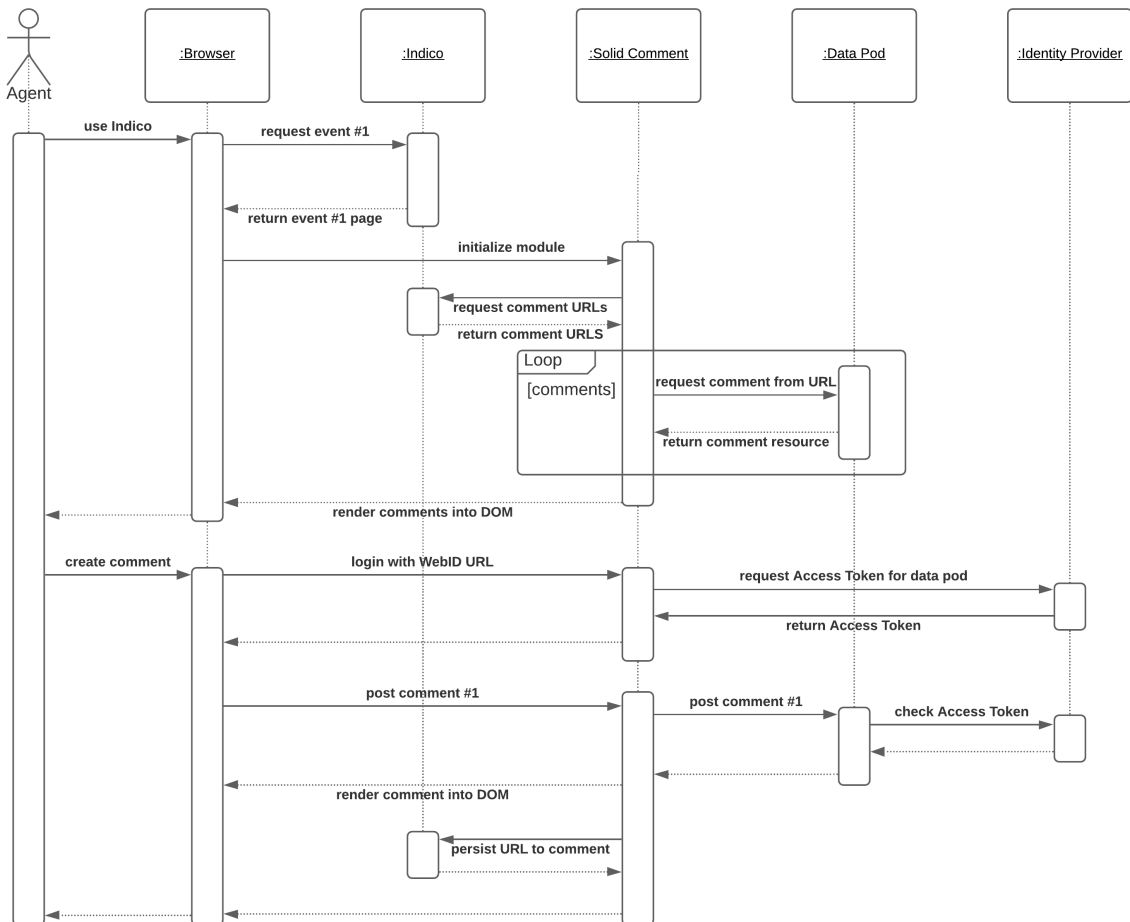 :Browser
:Indico
:Solid Comment
:Data Pod
:Identity Provider
Agent
use Indico
request event #1
return event #1 page
initialize module
request comment URLs
return comment URLS
Loop
[comments]
request comment from URL
return comment resource
render comments into DOM
create comment
login with WebID URL
request Access Token for data pod
return Access Token
post comment #1
post comment #1
check Access Token
render comment into DOM
persist URL to comment